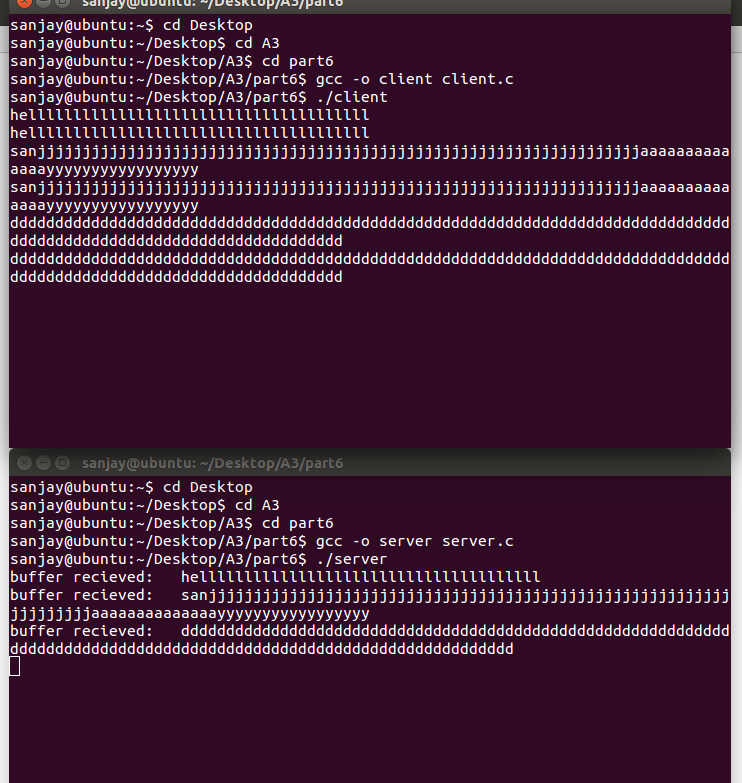 sanjay@ubuntu: ~/Desktop/A3/part6
sanjay@ubuntu:~$ cd Desktop
sanjay@ubuntu:~/Desktop$ cd A3
sanjay@ubuntu:~/Desktop/A3$ cd part6
sanjay@ubuntu:~/Desktop/A3/part6$ gcc -o client client.c
sanjay@ubuntu:~/Desktop/A3/part6$ ./client
hellllllllllllllllllllllllllllllllllllll
hellllllllllllllllllllllllllllllllllllll
sanjjjjjjjjjjjjjjjjjjjjjjjjjjjjjjjjjjjjjjjjjjjjjjjjjjjjjjjjjjjjjjjjjjjaaaaaaaaaa
aaaayyyyyyyyyyyyyyyyy
sanjjjjjjjjjjjjjjjjjjjjjjjjjjjjjjjjjjjjjjjjjjjjjjjjjjjjjjjjjjjjjjjjjjjaaaaaaaaaa
aaaayyyyyyyyyyyyyyyyy
dddddddddddddddddddddddddddddddddddddddddddddddddddddddddddddddddddddddddddddddd
ddddddddddddddddddddddddddddddddddddd
dddddddddddddddddddddddddddddddddddddddddddddddddddddddddddddddddddddddddddddddd
ddddddddddddddddddddddddddddddddddddd
sanjay@ubuntu: ~/Desktop/A3/part6
sanjay@ubuntu:~$ cd Desktop
sanjay@ubuntu:~/Desktop$ cd A3
sanjay@ubuntu:~/Desktop/A3$ cd part6
sanjay@ubuntu:~/Desktop/A3/part6$ gcc -o server server.c
sanjay@ubuntu:~/Desktop/A3/part6$ ./server
buffer recieved:   hellllllllllllllllllllllllllllllllllllll
buffer recieved:   sanjjjjjjjjjjjjjjjjjjjjjjjjjjjjjjjjjjjjjjjjjjjjjjjjjjjjjjjjjj
jjjjjjjjjaaaaaaaaaaaaaayyyyyyyyyyyyyyyyy
buffer recieved:   ddddddddddddddddddddddddddddddddddddddddddddddddddddddddddddd
dddddddddddddddddddddddddddddddddddddddddddddddddddddddd